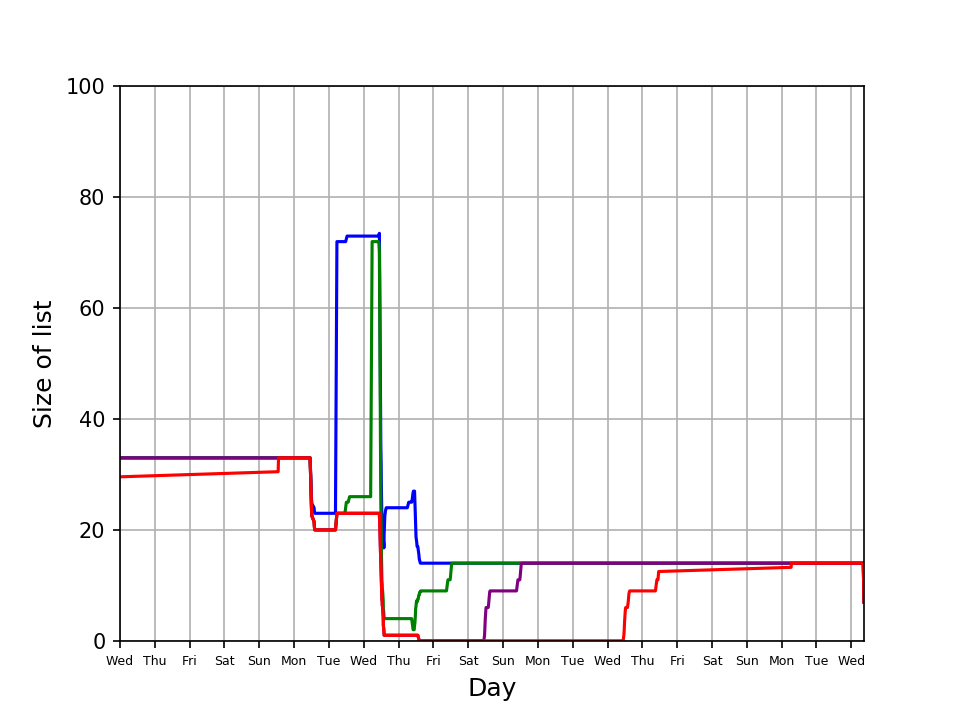 100
80
60
40
20
0
Size of list
Wed Thu Fri Sat Sun Mon Tue Wed Thu Fri Sat Sun Mon Tue Wed Thu Fri Sat Sun Mon Tue Wed
Day